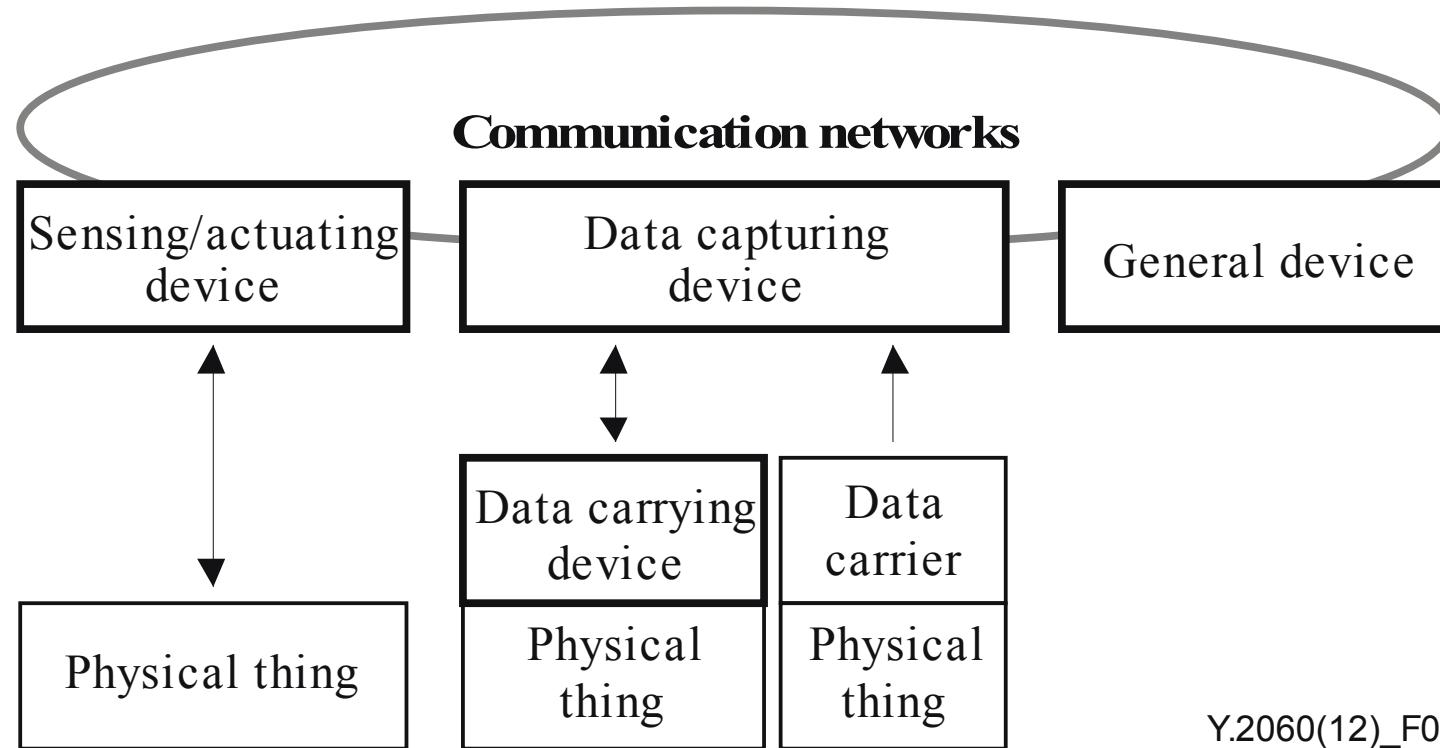 Communication networks
Sensing/actuating
device
Data capturing
device
General device
Data carrying
device
Data
carrier
Physical thing
Physical
thing
Physical
thing
Y.2060(12)_F0